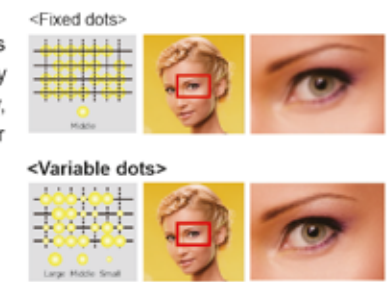 <Fixed dots>
s
y
,
r
Middle
<Variable dots>
Large Middle Small